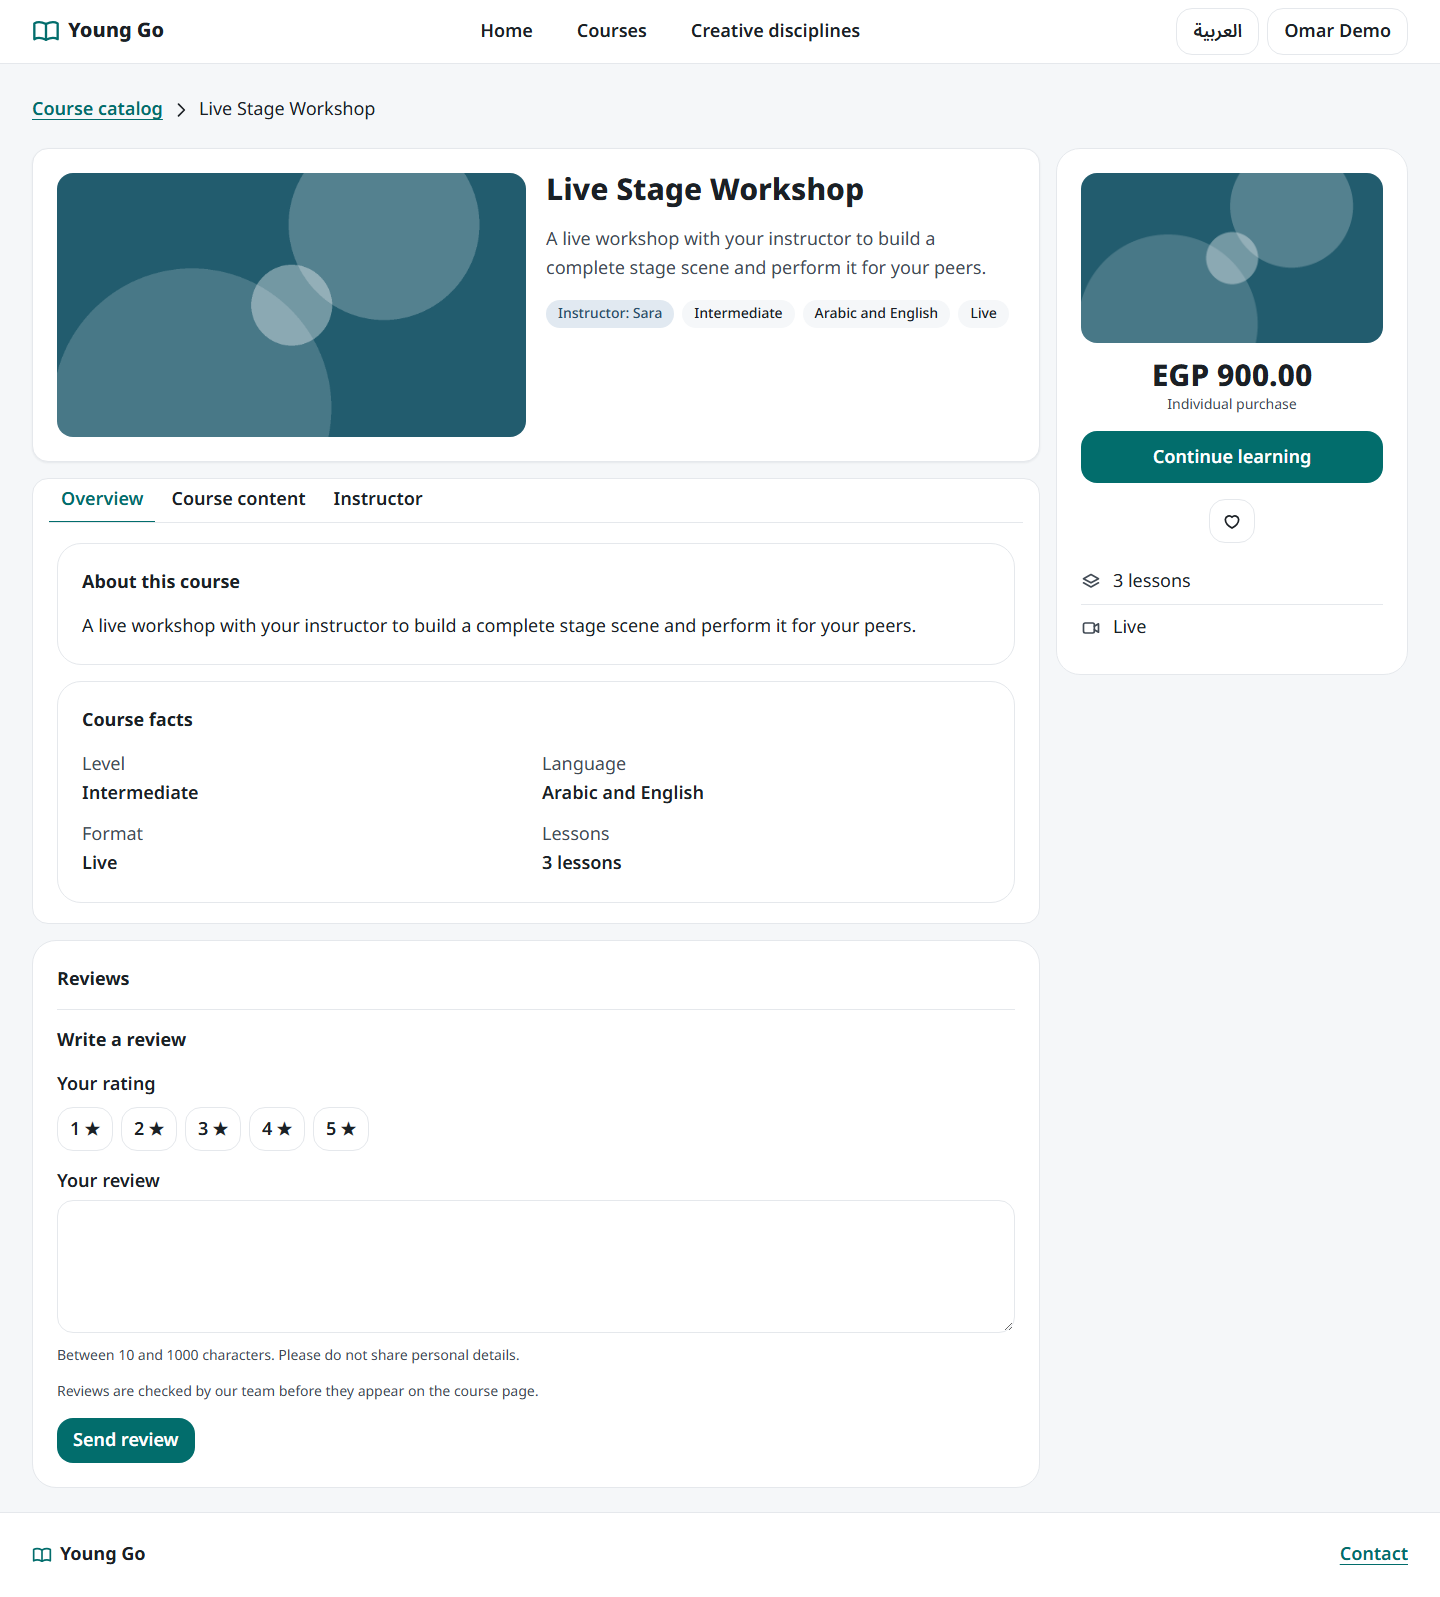 Young Go
Home
Courses
Creative disciplines
العربية
Omar Demo
Course catalog
Live Stage Workshop
Live Stage Workshop
A live workshop with your instructor to build a
complete stage scene and perform it for your peers.
Instructor: Sara
Intermediate
Arabic and English
Live
EGP 900.00
Individual purchase
Continue learning
3 lessons
Live
Overview
Course content
Instructor
About this course
A live workshop with your instructor to build a complete stage scene and perform it for your peers.
Course facts
Level
Intermediate
Language
Arabic and English
Format
Live
Lessons
3 lessons
Reviews
Write a review
Your rating
1 ★
2 ★
3 ★
4 ★
5 ★
Your review
Between 10 and 1000 characters. Please do not share personal details.
Reviews are checked by our team before they appear on the course page.
Send review
Young Go
Contact